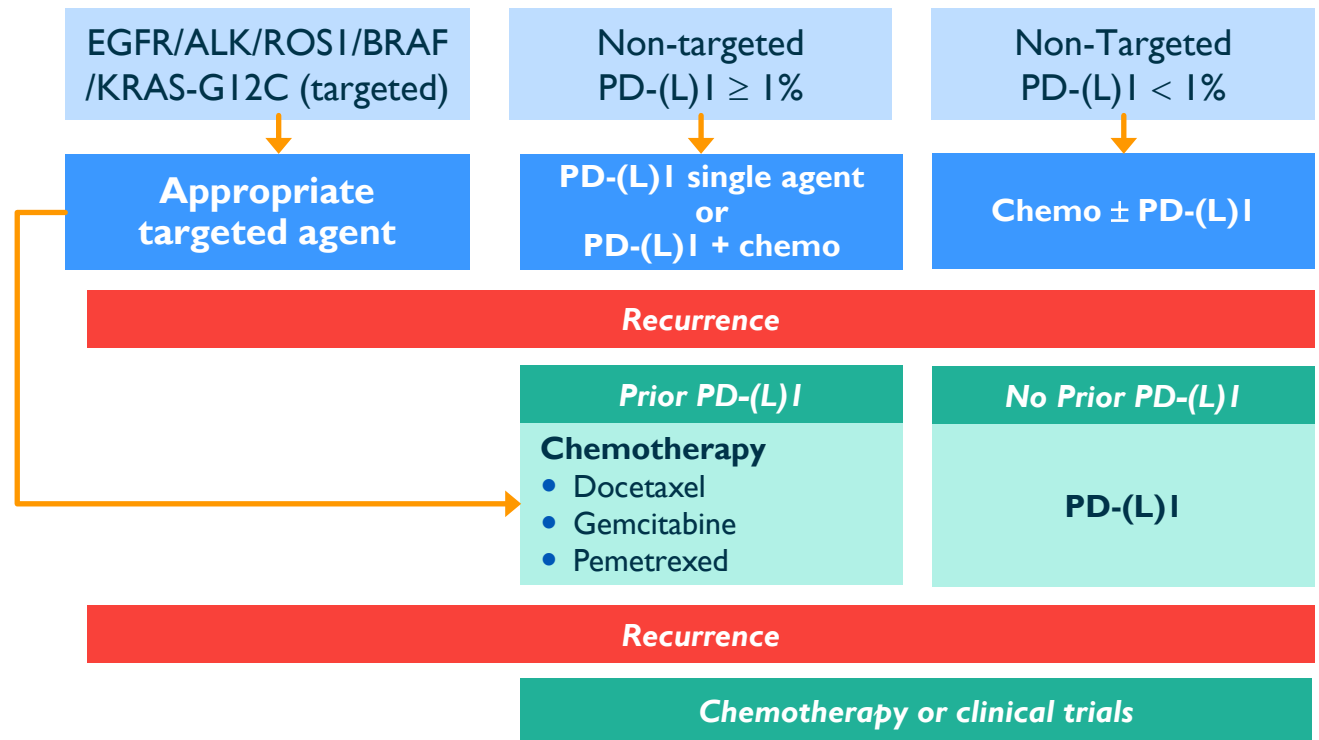 EGFR/ALK/ROS1/BRAF
/KRAS-G12C (targeted)
Non-targeted
PD-(L)1 ≥ 1%
Non-Targeted
PD-(L)1 < 1%
Appropriate
targeted agent
PD-(L)1 single agent
or
PD-(L)1 + chemo
Chemo ± PD-(L)1
Recurrence
Prior PD-(L)1
Chemotherapy
• Docetaxel
• Gemcitabine
• Pemetrexed
No Prior PD-(L)1
PD-(L)1
Recurrence
Chemotherapy or clinical trials